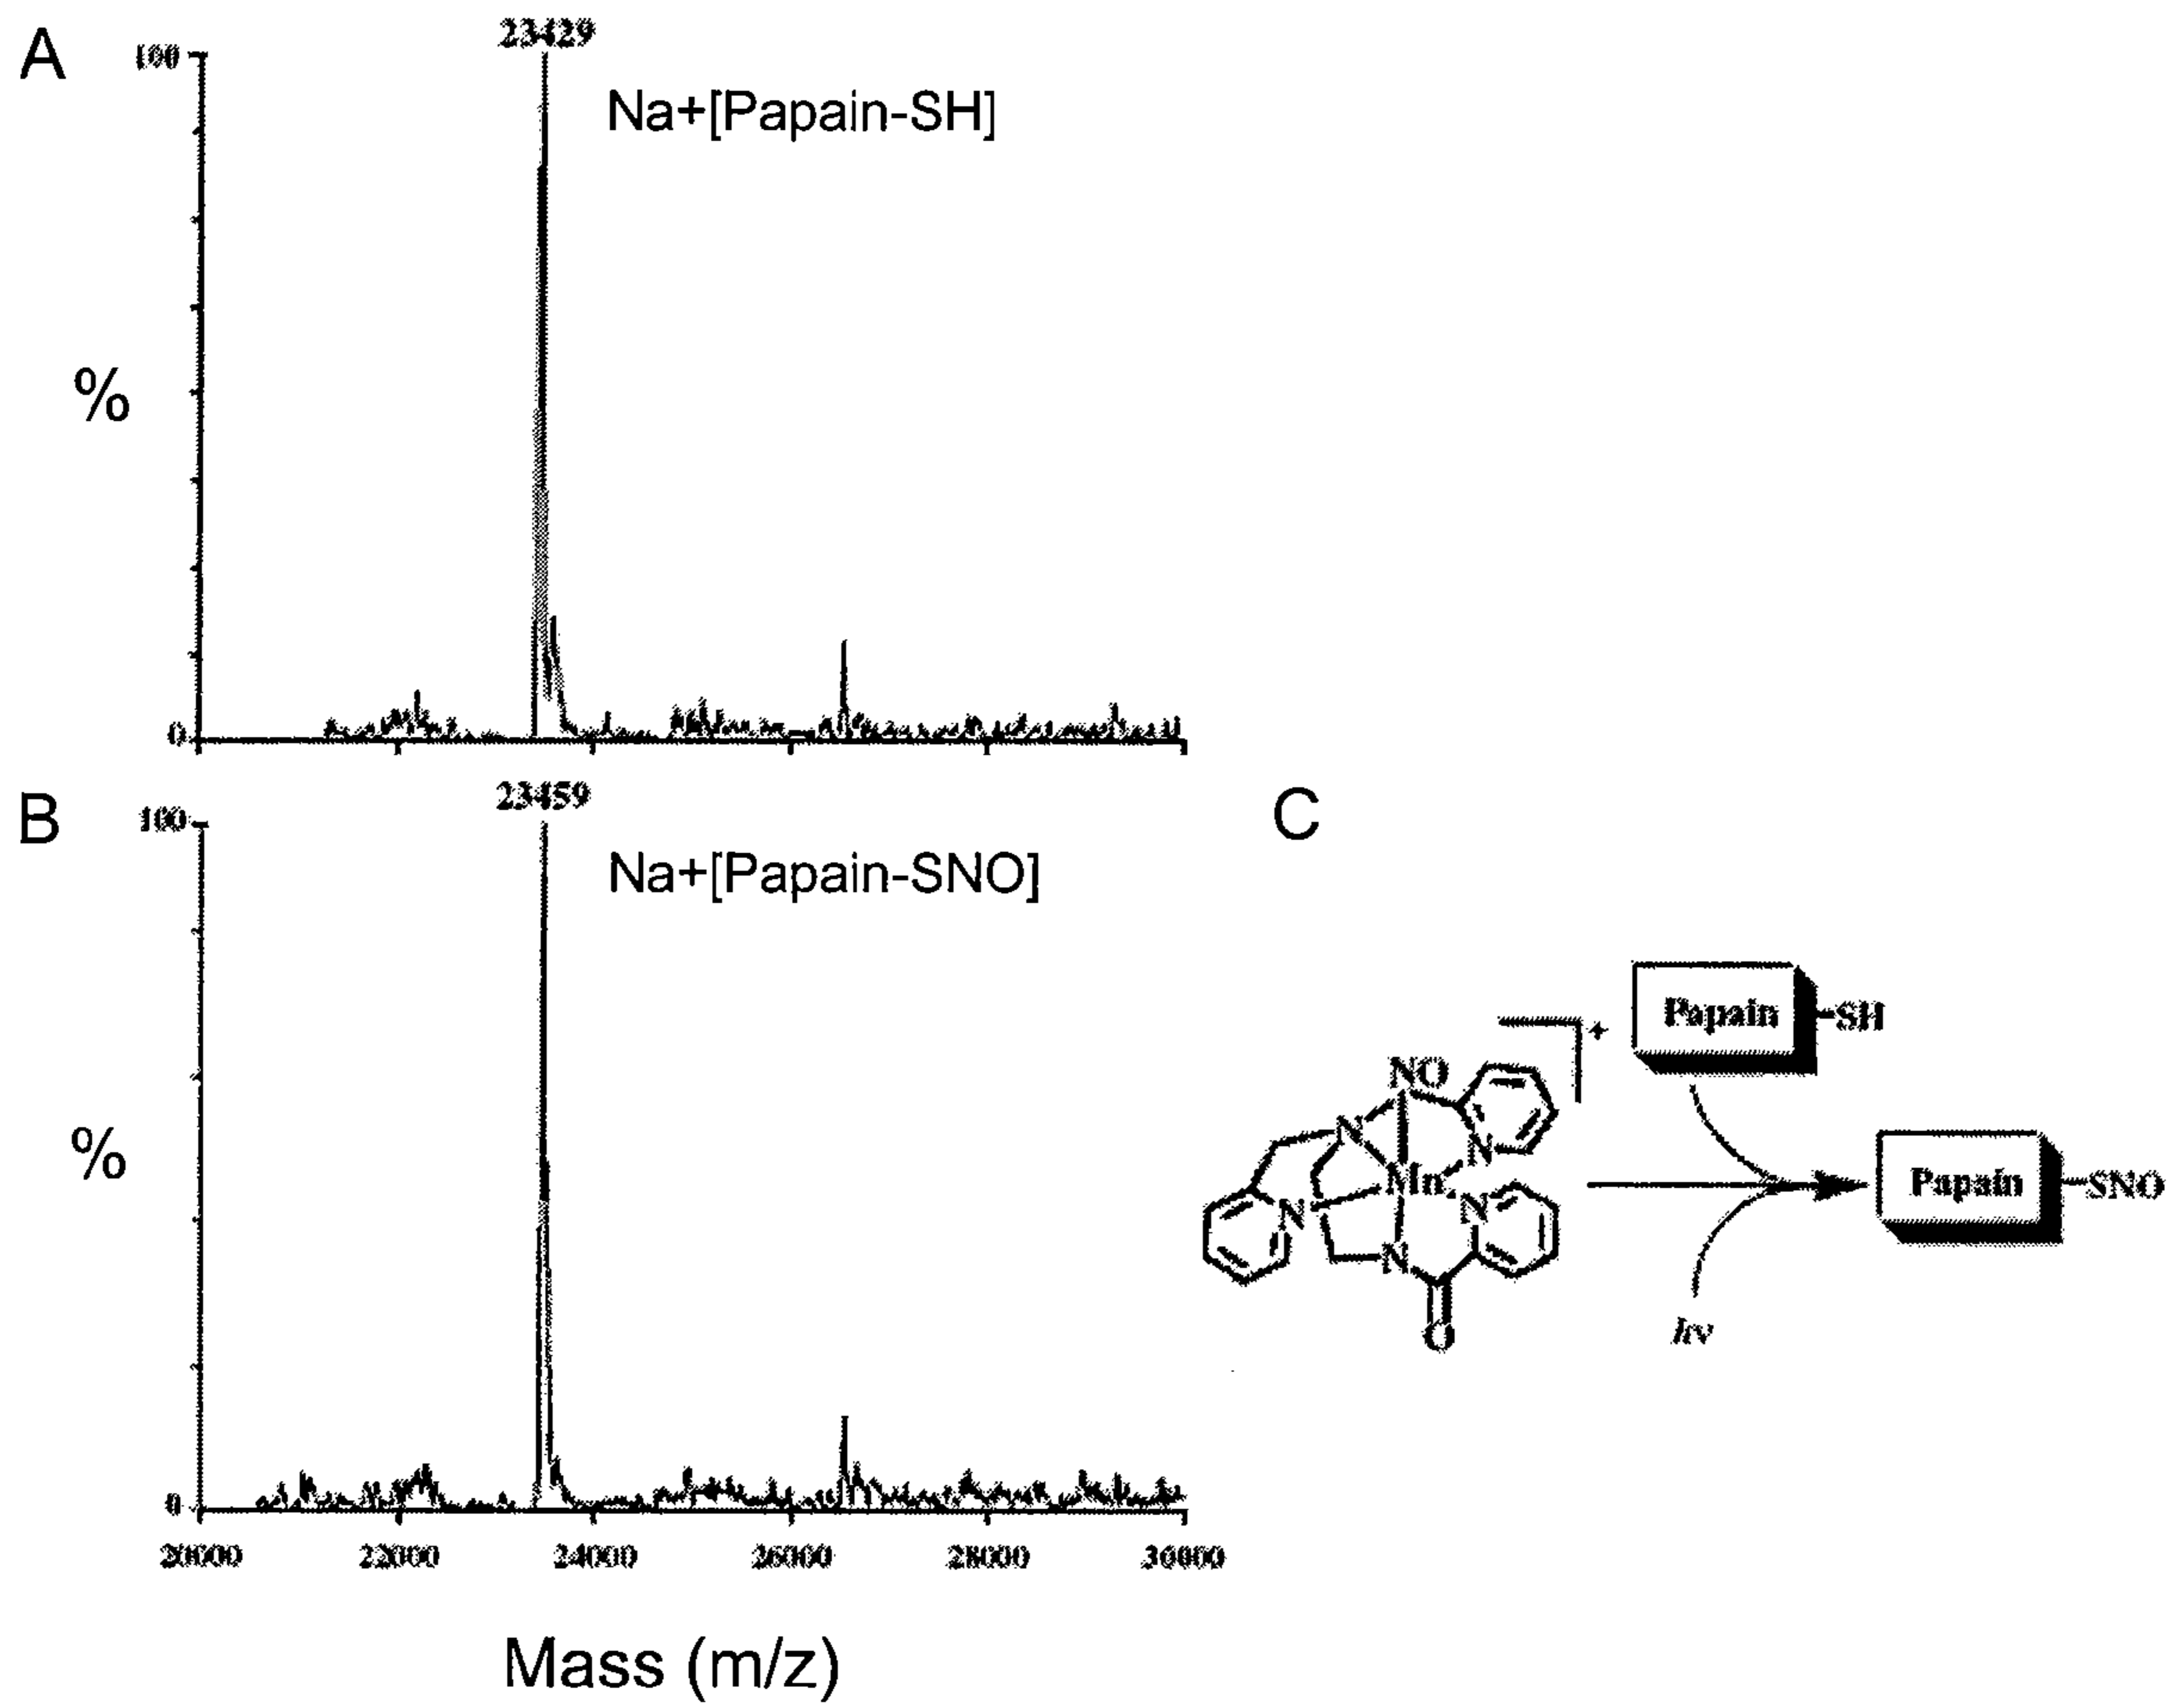 A
23429
100
Na+[Papain-SH]
%
0
B
23459
100
Na+[Papain-SNO]
%
0
20000 22000 24000 26000 28000 30000
Mass (m/z)
C
Papain -SH
+
NO
N
N
Mn
N
N
N
O
Papain -SNO
hν